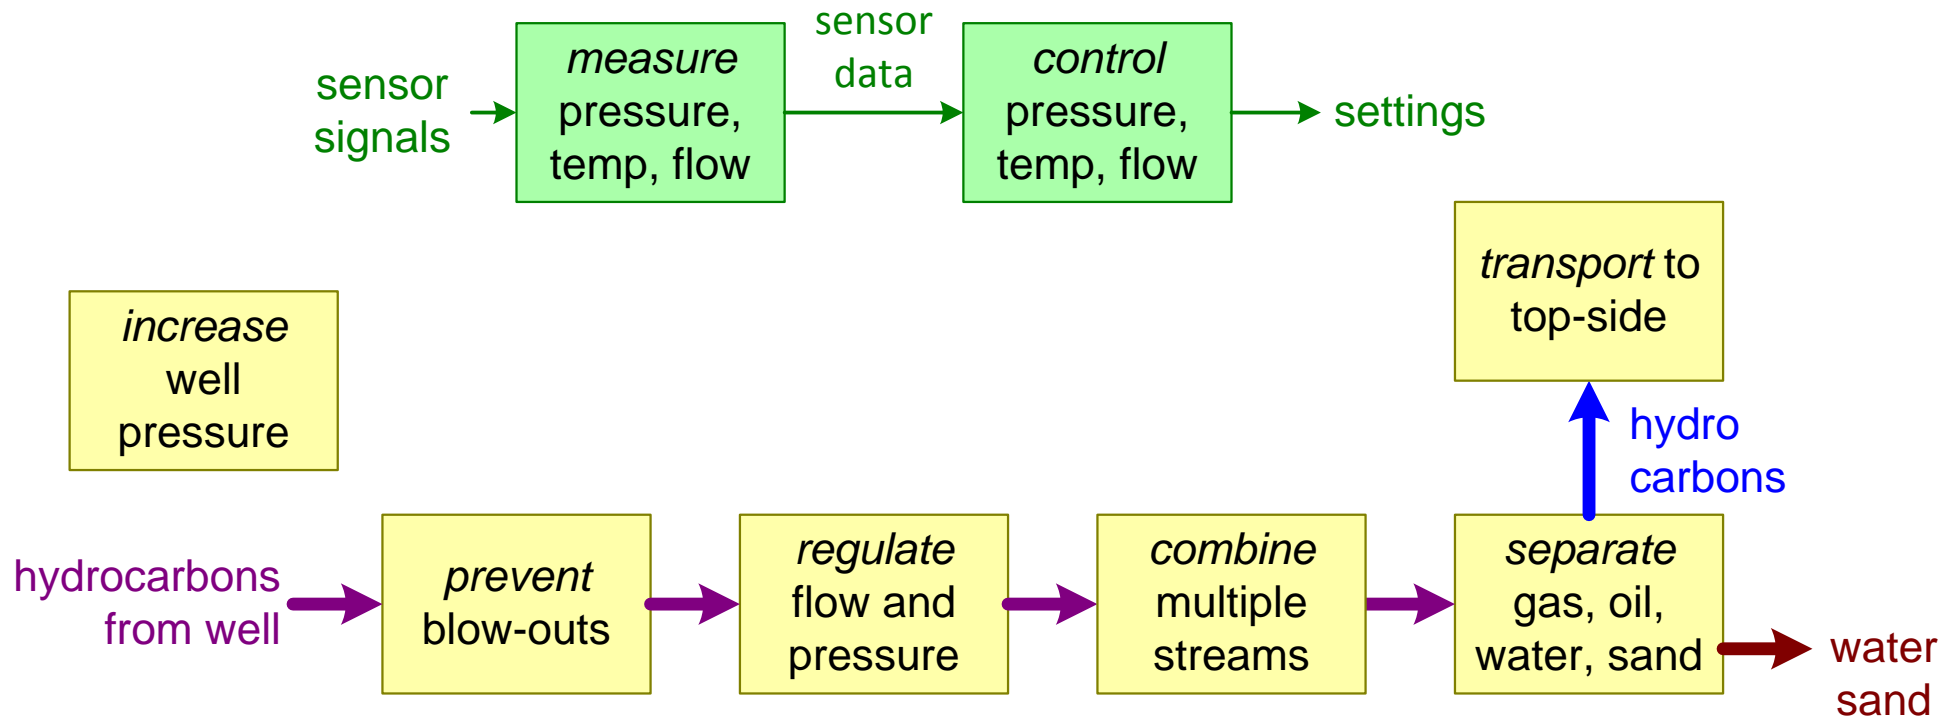 sensor
signals
measure
pressure,
temp, flow
sensor
data
control
pressure,
temp, flow
settings
increase
well
pressure
transport to
top-side
hydro
carbons
hydrocarbons
from well
prevent
blow-outs
regulate
flow and
pressure
combine
multiple
streams
separate
gas, oil,
water, sand
water
sand